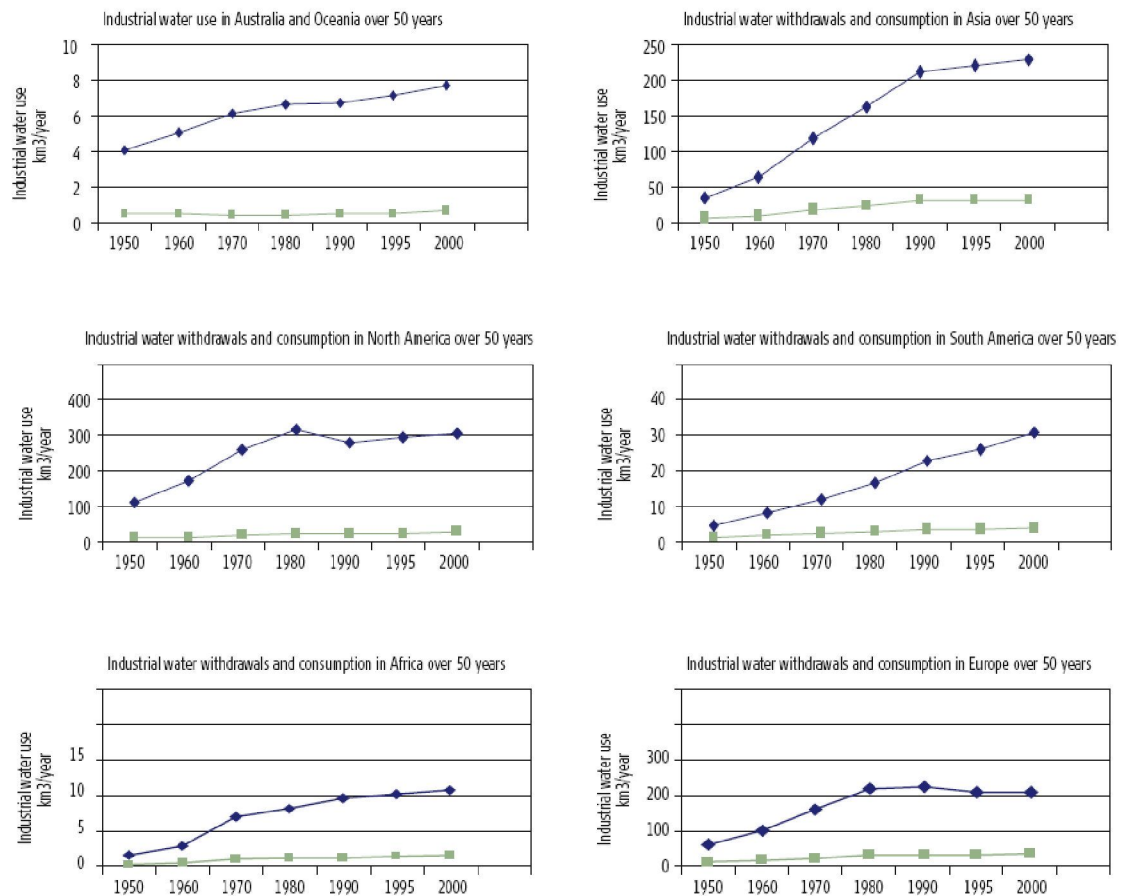 Industrial water use in Australia and Oceania over 50 years
Industrial water use
km3/year
10
8
6
4
2
0
1950 1960 1970 1980 1990 1995 2000
Industrial water withdrawals and consumption in Asia over 50 years
Industrial water use
km3/year
250
200
150
100
50
0
1950 1960 1970 1980 1990 1995 2000
Industrial water withdrawals and consumption in North America over 50 years
Industrial water use
km3/year
400
300
200
100
0
1950 1960 1970 1980 1990 1995 2000
Industrial water withdrawals and consumption in South America over 50 years
Industrial water use
km3/year
40
30
20
10
0
1950 1960 1970 1980 1990 1995 2000
Industrial water withdrawals and consumption in Africa over 50 years
Industrial water use
km3/year
15
10
5
0
1950 1960 1970 1980 1990 1995 2000
Industrial water withdrawals and consumption in Europe over 50 years
Industrial water use
km3/year
300
200
100
0
1950 1960 1970 1980 1990 1995 2000